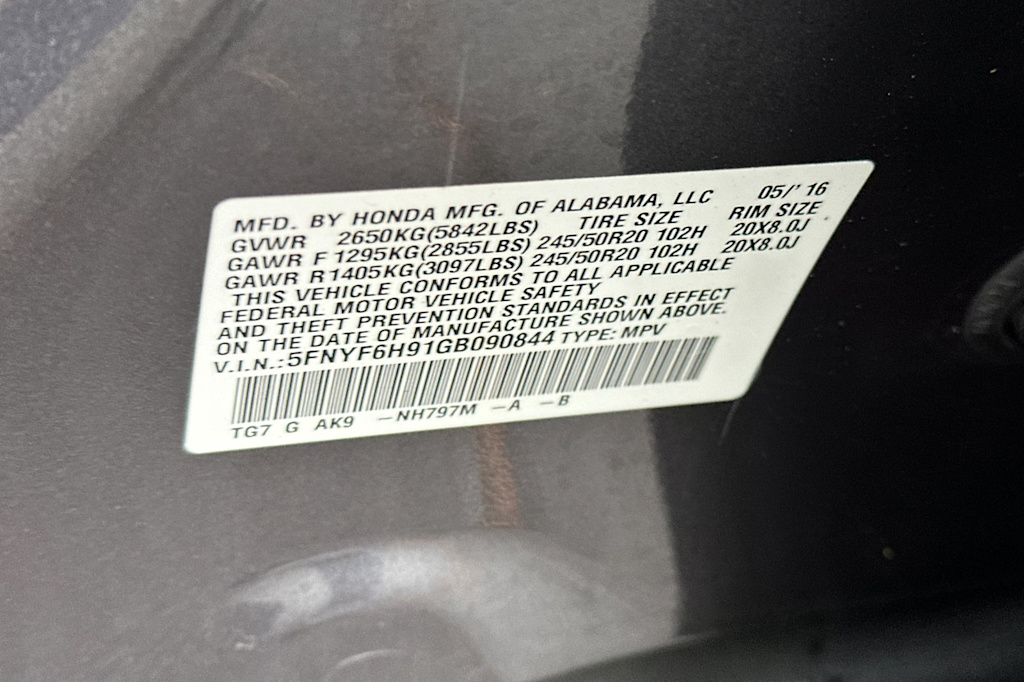 MFD. BY HONDA MFG. OF ALABAMA, LLC 05/' 16
GVWR 2650KG(5842LBS) TIRE SIZE RIM SIZE
GAWR F 1295KG(2855LBS) 245/50R20 102H 20X8.0J
GAWR R 1405KG(3097LBS) 245/50R20 102H 20X8.0J
THIS VEHICLE CONFORMS TO ALL APPLICABLE
FEDERAL MOTOR VEHICLE SAFETY
AND THEFT PREVENTION STANDARDS IN EFFECT
ON THE DATE OF MANUFACTURE SHOWN ABOVE.
V.I.N.:5FNYF6H91GB090844 TYPE: MPV
TG7 G AK9 -NH797M -A -B